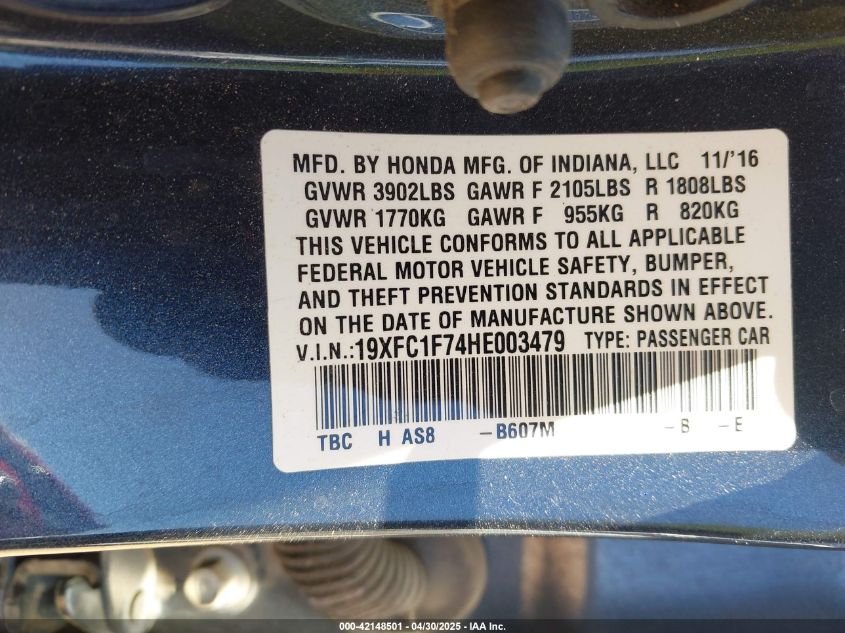 MFD. BY HONDA MFG. OF INDIANA, LLC 11/'16
GVWR 3902LBS GAWR F 2105LBS R 1808LBS
GVWR 1770KG GAWR F 955KG R 820KG
THIS VEHICLE CONFORMS TO ALL APPLICABLE
FEDERAL MOTOR VEHICLE SAFETY, BUMPER,
AND THEFT PREVENTION STANDARDS IN EFFECT
ON THE DATE OF MANUFACTURE SHOWN ABOVE.
V.I.N.:19XFC1F74HE003479 TYPE: PASSENGER CAR
TBC H AS8 -B607M -B -E
000-42148501 - 04/30/2025 - IAA Inc.